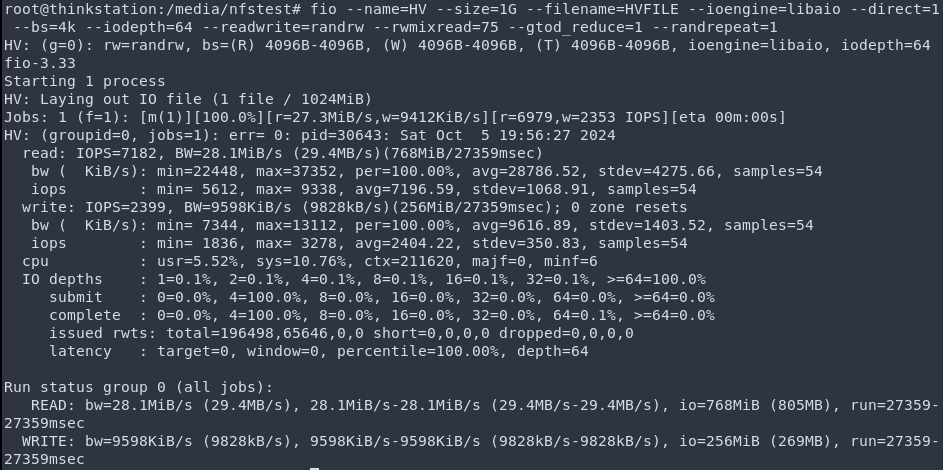 root@thinkstation:/media/nfstest# fio --name=HV --size=1G --filename=HVFILE --ioengine=libaio --direct=1
--bs=4k --iodepth=64 --readwrite=randrw --rwmixread=75 --gtod_reduce=1 --randrepeat=1
HV: (g=0): rw=randrw, bs=(R) 4096B-4096B, (W) 4096B-4096B, (T) 4096B-4096B, ioengine=libaio, iodepth=64
fio-3.33
Starting 1 process
HV: Laying out IO file (1 file / 1024MiB)
Jobs: 1 (f=1): [m(1)][100.0%][r=27.3MiB/s,w=9412KiB/s][r=6979,w=2353 IOPS][eta 00m:00s]
HV: (groupid=0, jobs=1): err= 0: pid=30643: Sat Oct  5 19:56:27 2024
  read: IOPS=7182, BW=28.1MiB/s (29.4MB/s)(768MiB/27359msec)
   bw (  KiB/s): min=22448, max=37352, per=100.00%, avg=28786.52, stdev=4275.66, samples=54
   iops        : min= 5612, max= 9338, avg=7196.59, stdev=1068.91, samples=54
  write: IOPS=2399, BW=9598KiB/s (9828kB/s)(256MiB/27359msec); 0 zone resets
   bw (  KiB/s): min= 7344, max=13112, per=100.00%, avg=9616.89, stdev=1403.52, samples=54
   iops        : min= 1836, max= 3278, avg=2404.22, stdev=350.83, samples=54
  cpu          : usr=5.52%, sys=10.76%, ctx=211620, majf=0, minf=6
  IO depths    : 1=0.1%, 2=0.1%, 4=0.1%, 8=0.1%, 16=0.1%, 32=0.1%, >=64=100.0%
     submit    : 0=0.0%, 4=100.0%, 8=0.0%, 16=0.0%, 32=0.0%, 64=0.0%, >=64=0.0%
     complete  : 0=0.0%, 4=100.0%, 8=0.0%, 16=0.0%, 32=0.0%, 64=0.1%, >=64=0.0%
     issued rwts: total=196498,65646,0,0 short=0,0,0,0 dropped=0,0,0,0
     latency   : target=0, window=0, percentile=100.00%, depth=64

Run status group 0 (all jobs):
   READ: bw=28.1MiB/s (29.4MB/s), 28.1MiB/s-28.1MiB/s (29.4MB/s-29.4MB/s), io=768MiB (805MB), run=27359-
27359msec
  WRITE: bw=9598KiB/s (9828kB/s), 9598KiB/s-9598KiB/s (9828kB/s-9828kB/s), io=256MiB (269MB), run=27359-
27359msec